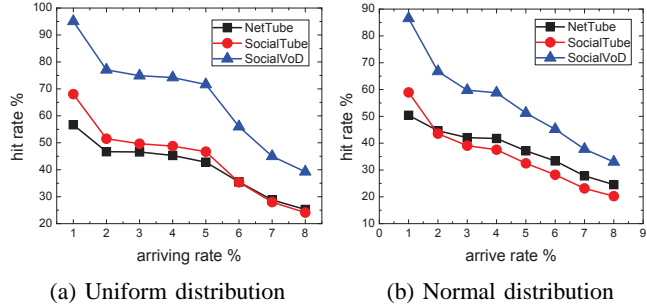 NetTube
SocialTube
SocialVoD
hit rate %
100
90
80
70
60
50
40
30
20
1 2 3 4 5 6 7 8
arriving rate %
(a) Uniform distribution
NetTube
SocialTube
SocialVoD
hit rate %
90
80
70
60
50
40
30
20
10
0 1 2 3 4 5 6 7 8 9
arrive rate %
(b) Normal distribution